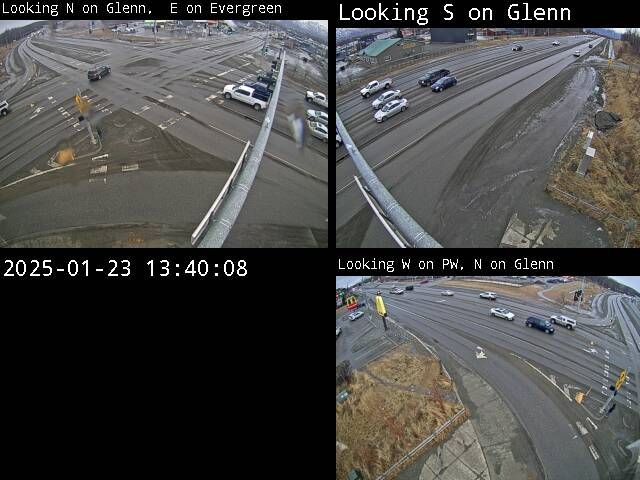 Looking N on Glenn,  E on Evergreen
Looking S on Glenn
2025-01-23 13:40:08
Looking W on PW, N on Glenn